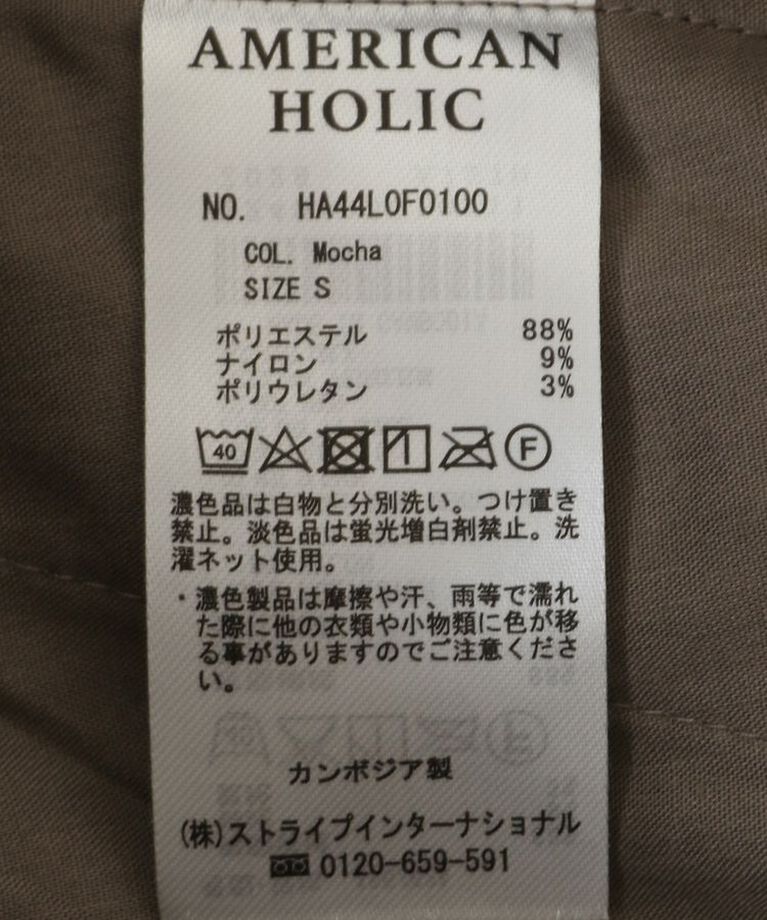 AMERICAN
HOLIC
NO. HA44L0F0100
COL. Mocha
SIZE S
ポリエステル 88%
ナイロン 9%
ポリウレタン 3%
40 F
濃色品は白物と分別洗い。つけ置き
禁止。淡色品は蛍光増白剤禁止。洗
濯ネット使用。
・濃色製品は摩擦や汗、雨等で濡れ
た際に他の衣類や小物類に色が移
る事がありますのでご注意くださ
い。
カンボジア製
(株)ストライプインターナショナル
0120-659-591